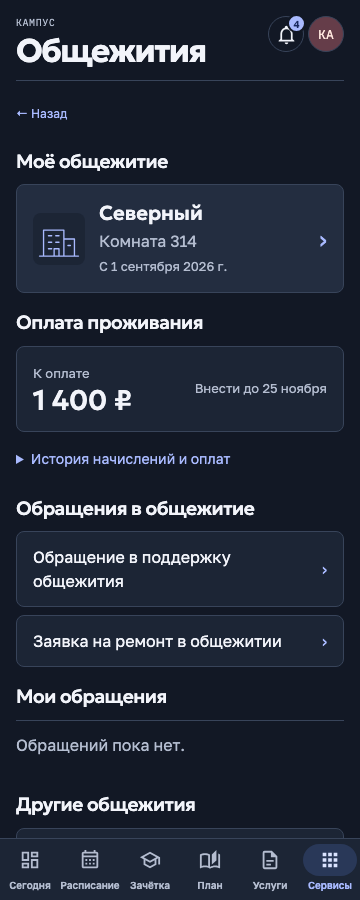 КАМПУС
Общежития
4
КА
← Назад
Моё общежитие
Северный
Комната 314
С 1 сентября 2026 г.
Оплата проживания
К оплате
1 400 ₽
Внести до 25 ноября
История начислений и оплат
Обращения в общежитие
Обращение в поддержку
общежития
Заявка на ремонт в общежитии
Мои обращения
Обращений пока нет.
Другие общежития
Сегодня
Расписание
Зачётка
План
Услуги
Сервисы